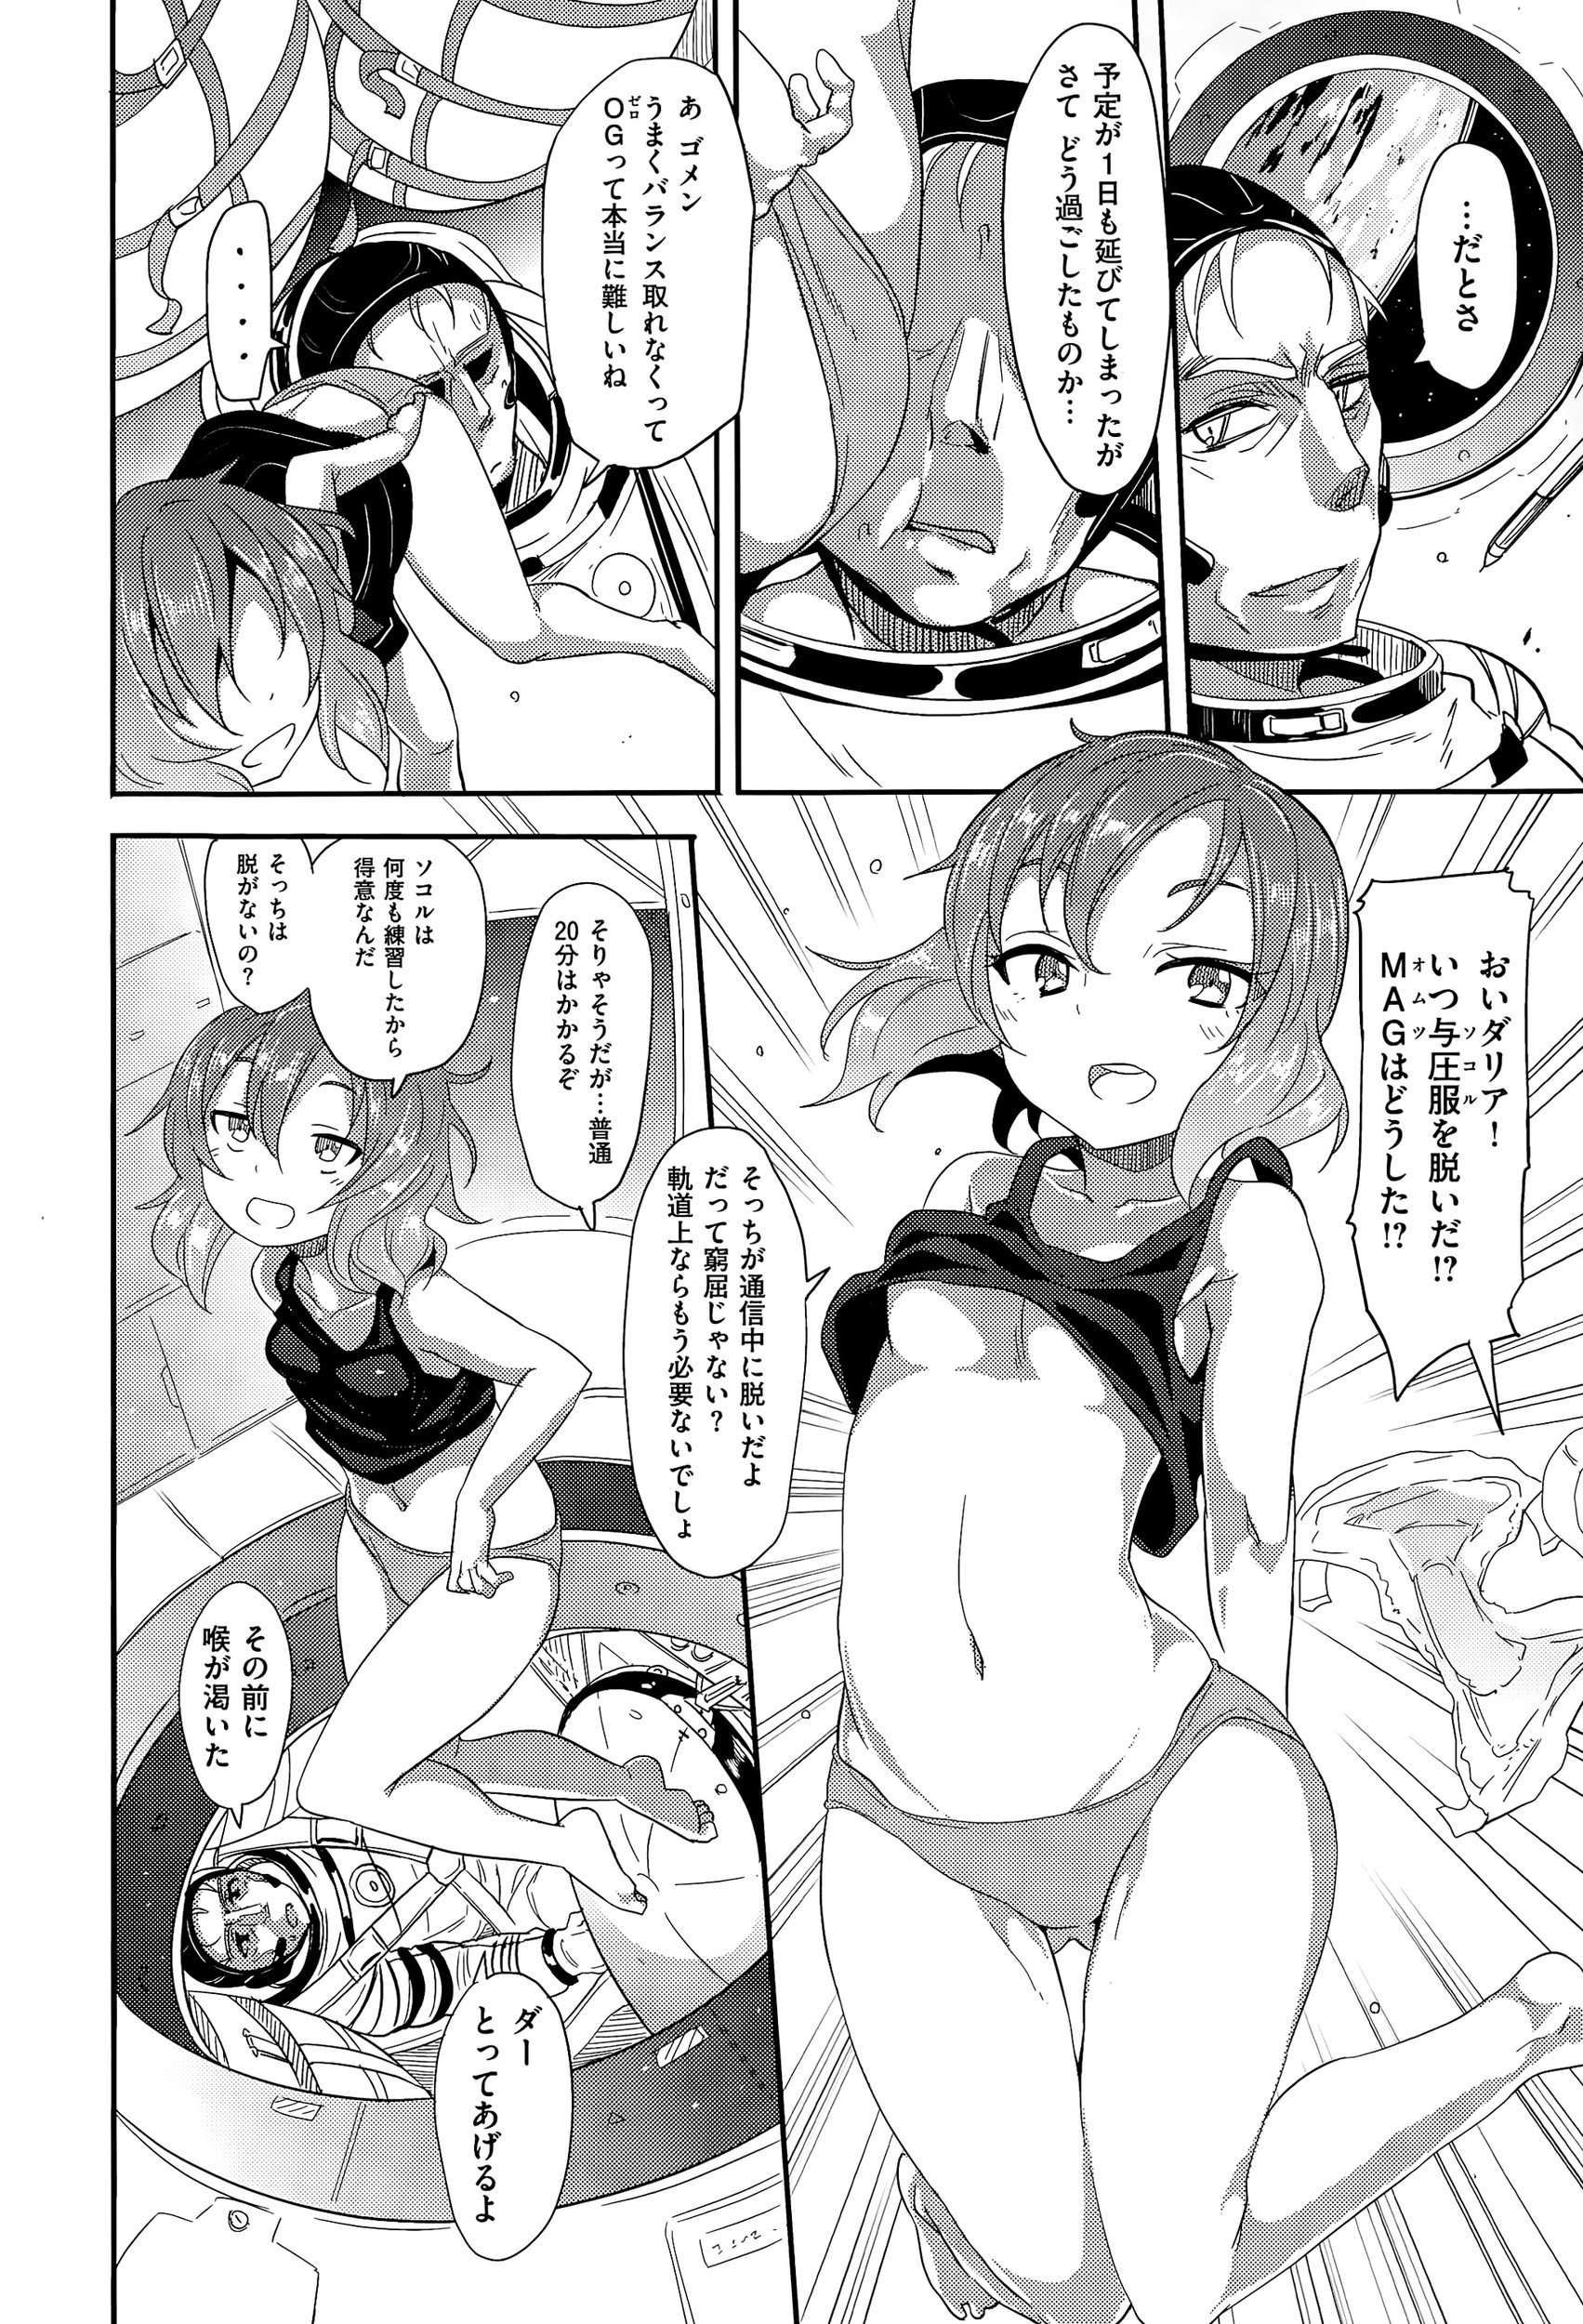 …だとさ
予定が1日も延びてしまったが
さて どう過ごしたものか…
あ ゴメン
うまくバランス取れなくって
0Gって本当に難しいね
ゼロ
・・・・
おいダリア！
いつ与圧服を脱いだ!?
ソコル
MAGはどうした!?
オムツ
そっちが通信中に脱いだよ
だって窮屈じゃない？
軌道上ならもう必要ないでしょ
そりゃそうだが…普通
20分はかかるぞ
ソコルは
何度も練習したから
得意なんだ
そっちは
脱がないの？
その前に
喉が渇いた
ダー
とってあげるよ